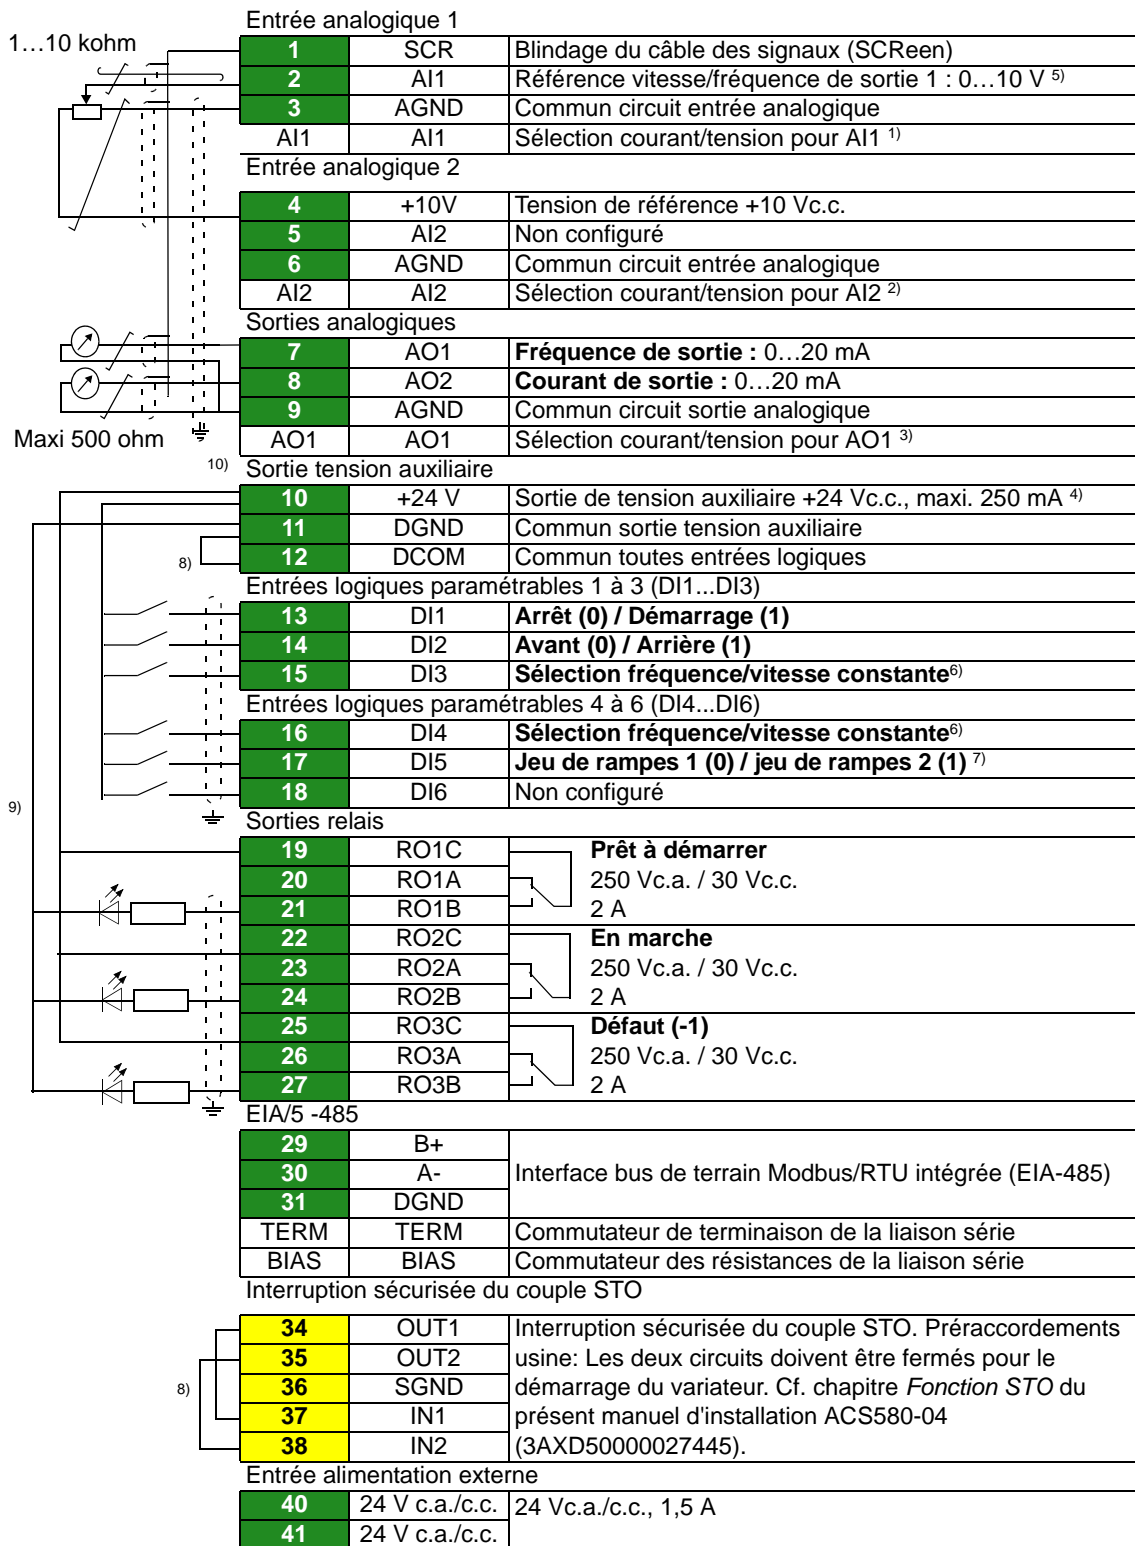 Entrée analogique 1
1…10 kohm
1 SCR Blindage du câble des signaux (SCReen)
2 AI1 Référence vitesse/fréquence de sortie 1 : 0…10 V 5)
3 AGND Commun circuit entrée analogique
AI1 AI1 Sélection courant/tension pour AI1 1)
Entrée analogique 2
4 +10V Tension de référence +10 Vc.c.
5 AI2 Non configuré
6 AGND Commun circuit entrée analogique
AI2 AI2 Sélection courant/tension pour AI2 2)
Sorties analogiques
7 AO1 Fréquence de sortie : 0…20 mA
8 AO2 Courant de sortie : 0…20 mA
9 AGND Commun circuit sortie analogique
Maxi 500 ohm
AO1 AO1 Sélection courant/tension pour AO1 3)
10) Sortie tension auxiliaire
10 +24 V Sortie de tension auxiliaire +24 Vc.c., maxi. 250 mA 4)
11 DGND Commun sortie tension auxiliaire
8) 12 DCOM Commun toutes entrées logiques
Entrées logiques paramétrables 1 à 3 (DI1...DI3)
13 DI1 Arrêt (0) / Démarrage (1)
14 DI2 Avant (0) / Arrière (1)
15 DI3 Sélection fréquence/vitesse constante6)
Entrées logiques paramétrables 4 à 6 (DI4...DI6)
16 DI4 Sélection fréquence/vitesse constante6)
17 DI5 Jeu de rampes 1 (0) / jeu de rampes 2 (1) 7)
18 DI6 Non configuré
9)
Sorties relais
19 RO1C Prêt à démarrer
20 RO1A 250 Vc.a. / 30 Vc.c.
21 RO1B 2 A
22 RO2C En marche
23 RO2A 250 Vc.a. / 30 Vc.c.
24 RO2B 2 A
25 RO3C Défaut (-1)
26 RO3A 250 Vc.a. / 30 Vc.c.
27 RO3B 2 A
EIA/5 -485
29 B+
30 A- Interface bus de terrain Modbus/RTU intégrée (EIA-485)
31 DGND
TERM TERM Commutateur de terminaison de la liaison série
BIAS BIAS Commutateur des résistances de la liaison série
Interruption sécurisée du couple STO
34 OUT1 Interruption sécurisée du couple STO. Préraccordements
35 OUT2 usine: Les deux circuits doivent être fermés pour le
8) 36 SGND démarrage du variateur. Cf. chapitre Fonction STO du
37 IN1 présent manuel d'installation ACS580-04
38 IN2 (3AXD50000027445).
Entrée alimentation externe
40 24 V c.a./c.c. 24 Vc.a./c.c., 1,5 A
41 24 V c.a./c.c.